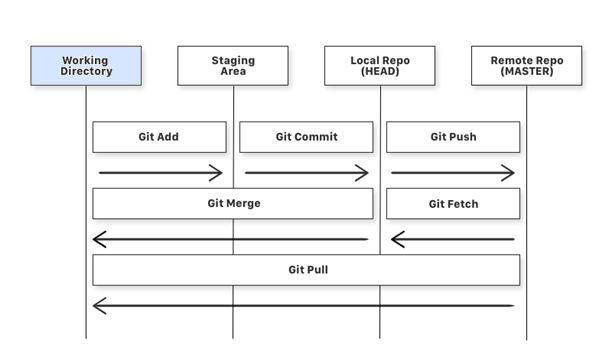 Working
Directory
Staging
Area
Local Repo
(HEAD)
Remote Repo
(MASTER)
Git Add
Git Commit
Git Push
Git Merge
Git Fetch
Git Pull